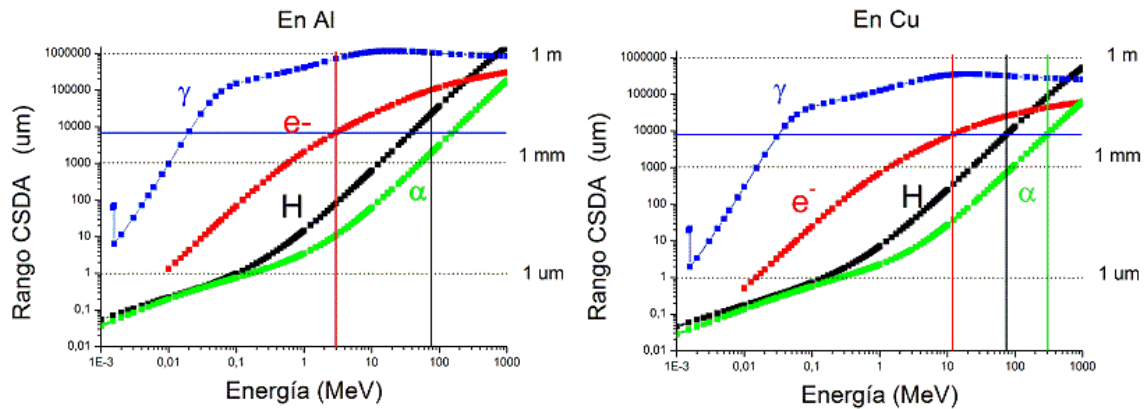 En Al
Rango CSDA (um)
1000000
100000
10000
1000
100
10
1
0,1
0,01
γ
e-
H
α
1 m
1 mm
1 um
1E-3 0,01 0,1 1 10 100 1000
Energía (MeV)
En Cu
Rango CSDA (um)
1000000
100000
10000
1000
100
10
1
0,1
0,01
γ
e-
H
α
1 m
1 mm
1 um
1E-3 0,01 0,1 1 10 100 1000
Energía (MeV)